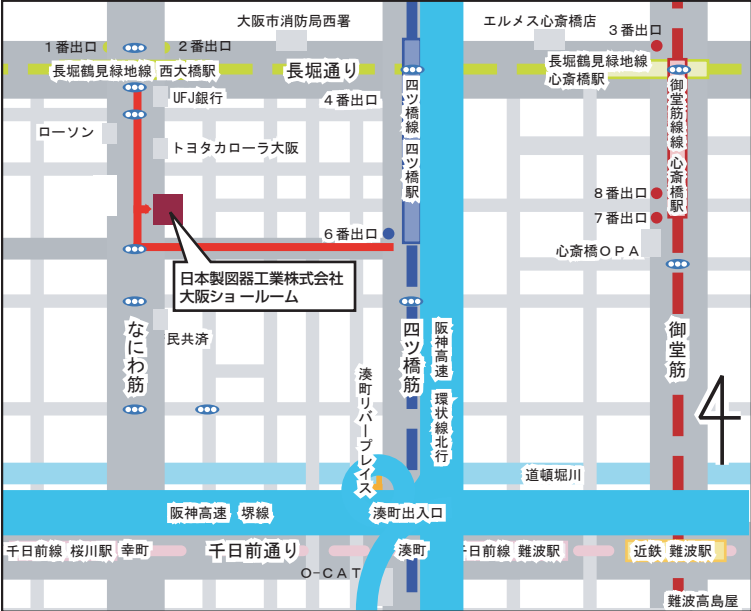 大阪市消防局西署
エルメス心斎橋店
3番出口
1番出口
2番出口
長堀鶴見緑地線 西大橋駅
長堀通り
長堀鶴見緑地線
心斎橋駅
UFJ銀行
4番出口
四ツ橋線 四ツ橋駅
御堂筋線線 心斎橋駅
ローソン
トヨタカローラ大阪
8番出口
7番出口
6番出口
心斎橋OPA
日本製図器工業株式会社
大阪ショールーム
なにわ筋
民共済
四ツ橋筋
阪神高速 環状線北行
御堂筋
湊町リバープレイス
道頓堀川
阪神高速 堺線
湊町出入口
千日前線 桜川駅 幸町
千日前通り
湊町
千日前線 難波駅
近鉄 難波駅
O-CAT
難波高島屋